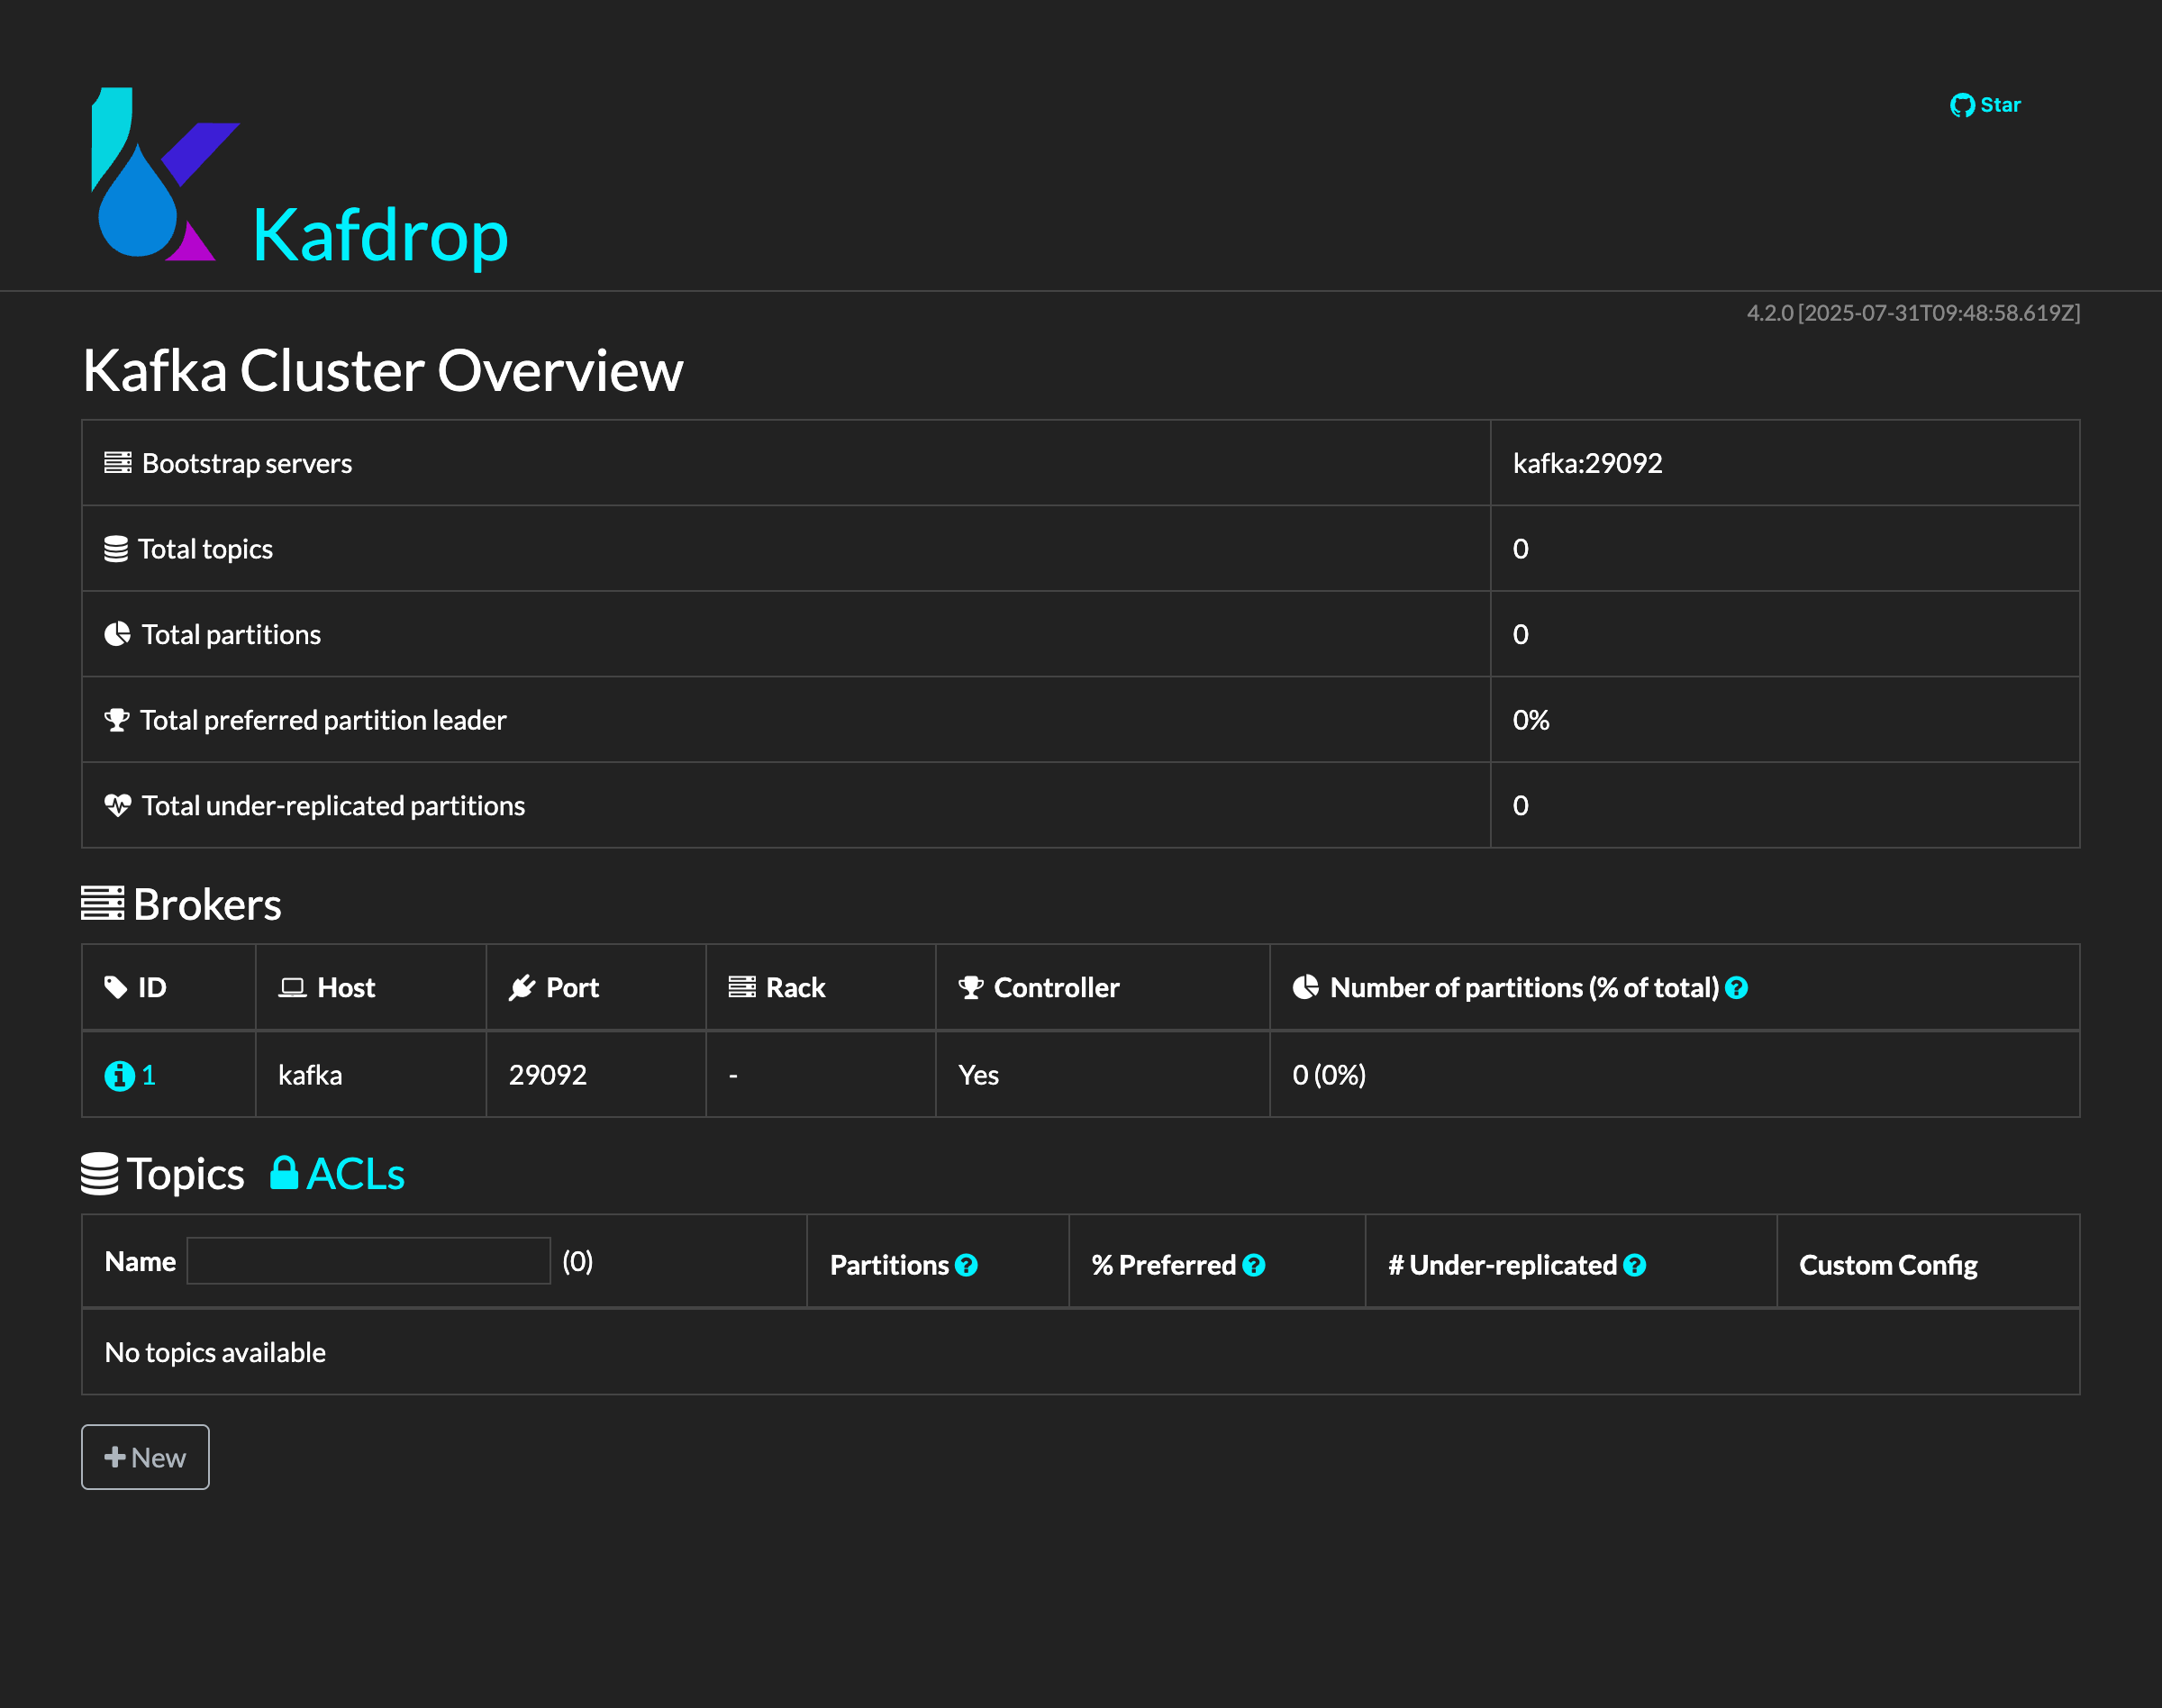 Star
Kafdrop
4.2.0 [2025-07-31T09:48:58.619Z]
Kafka Cluster Overview
Bootstrap servers kafka:29092
Total topics 0
Total partitions 0
Total preferred partition leader 0%
Total under-replicated partitions 0
Brokers
ID Host Port Rack Controller Number of partitions (% of total) ?
1 kafka 29092 - Yes 0 (0%)
Topics ACLs
Name (0) Partitions ? % Preferred ? # Under-replicated ? Custom Config
No topics available
New